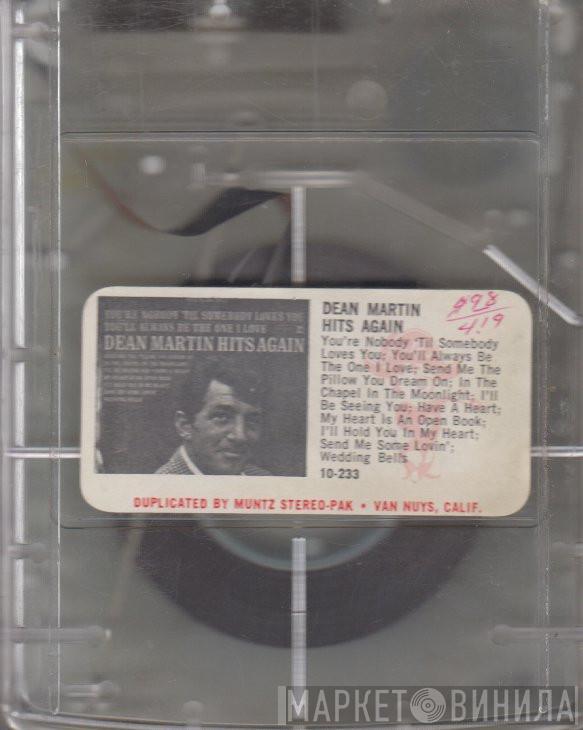 YOU'RE NOBODY 'TIL SOMEBODY LOVES YOU
YOU'LL ALWAYS BE THE ONE I LOVE
DEAN MARTIN HITS AGAIN
DEAN MARTIN
HITS AGAIN
998
4.19
You're Nobody 'Til Somebody
Loves You; You'll Always Be
The One I Love; Send Me The
Pillow You Dream On; In The
Chapel In The Moonlight; I'll
Be Seeing You; Have A Heart;
My Heart Is An Open Book;
I'll Hold You In My Heart;
Send Me Some Lovin';
Wedding Bells
10-233
DUPLICATED BY MUNTZ STEREO-PAK • VAN NUYS, CALIF.
МАРКЕТ ВИНИЛА